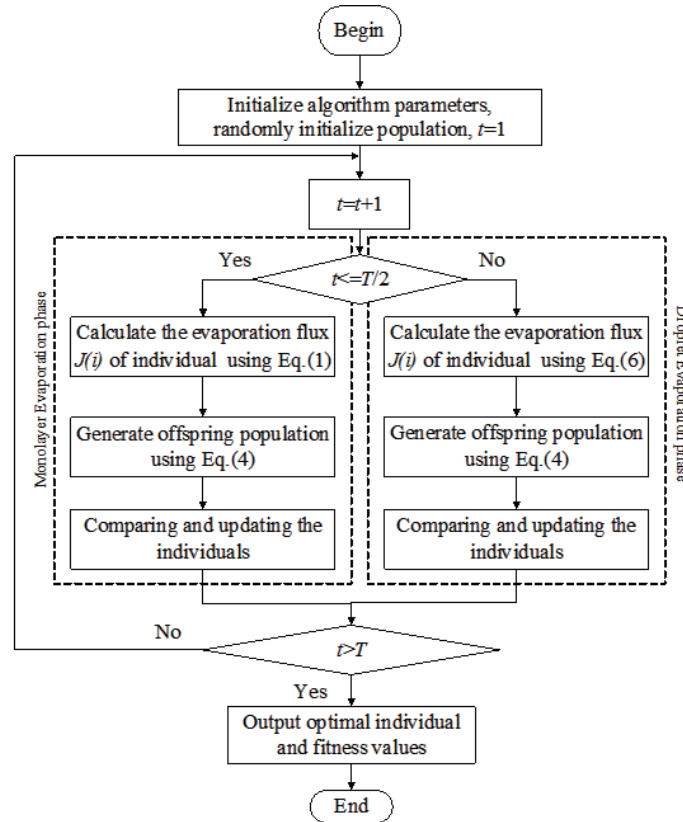 Begin
Initialize algorithm parameters,
randomly initialize population, t=1
t=t+1
Yes
t<=T/2
No
Monolayer Evaporation phase
Calculate the evaporation flux
J(i) of individual using Eq.(1)
Generate offspring population
using Eq.(4)
Comparing and updating the
individuals
Calculate the evaporation flux
J(i) of individual using Eq.(6)
Generate offspring population
using Eq.(4)
Comparing and updating the
individuals
Droplet Evaporation phase
No
t>T
Yes
Output optimal individual
and fitness values
End